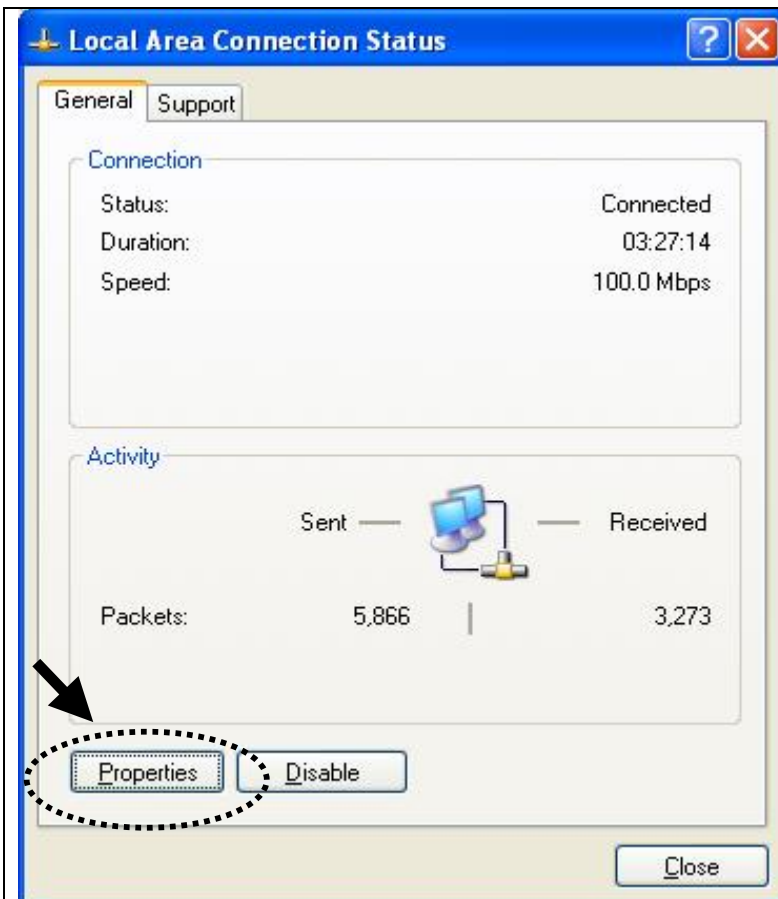 Local Area Connection Status
General Support
Connection
Status: Connected
Duration: 03:27:14
Speed: 100.0 Mbps
Activity
Sent Received
Packets: 5,866 3,273
Properties Disable
Close